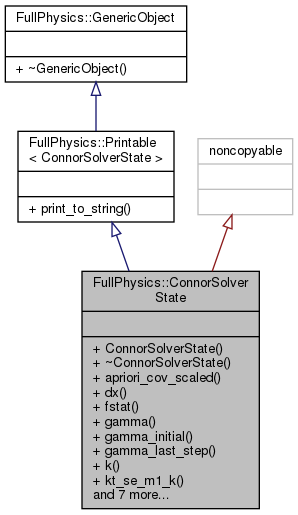 FullPhysics::GenericObject
+ ~GenericObject()
FullPhysics::Printable
< ConnorSolverState >
+ print_to_string()
noncopyable
FullPhysics::ConnorSolver
State
+ ConnorSolverState()
+ ~ConnorSolverState()
+ apriori_cov_scaled()
+ dx()
+ fstat()
+ gamma()
+ gamma_initial()
+ gamma_last_step()
+ k()
+ kt_se_m1_k()
and 7 more...